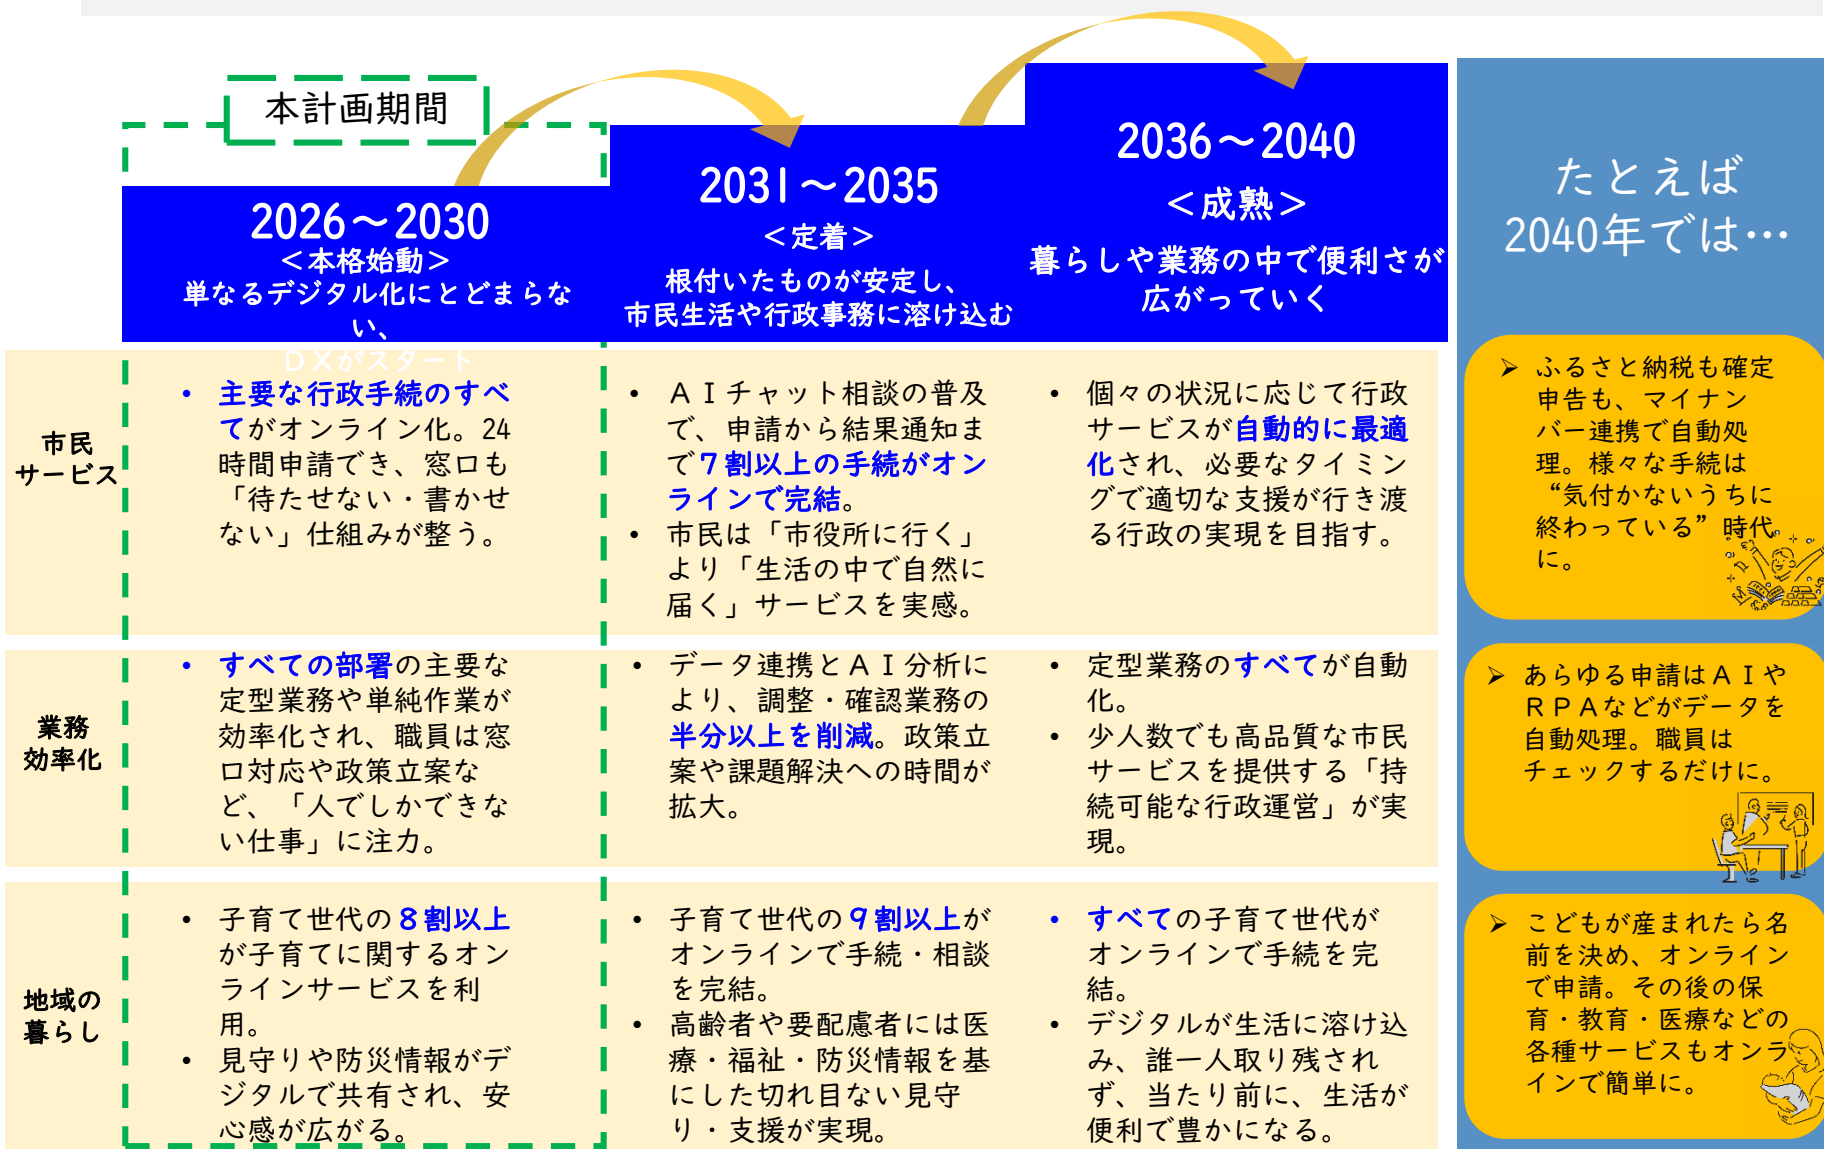 本計画期間
2026～2030
＜本格始動＞
単なるデジタル化にとどまらな
い、
ＤＸがスタート
2031～2035
＜定着＞
根付いたものが安定し、
市民生活や行政事務に溶け込む
2036～2040
＜成熟＞
暮らしや業務の中で便利さが
広がっていく
たとえば
2040年では…
市民
サービス
• 主要な行政手続のすべ
てがオンライン化。24
時間申請でき、窓口も
「待たせない・書かせ
ない」仕組みが整う。
• ＡＩチャット相談の普及
で、申請から結果通知ま
で７割以上の手続がオン
ラインで完結。
• 市民は「市役所に行く」
より「生活の中で自然に
届く」サービスを実感。
• 個々の状況に応じて行政
サービスが自動的に最適
化され、必要なタイミン
グで適切な支援が行き渡
る行政の実現を目指す。
➢ ふるさと納税も確定
申告も、マイナン
バー連携で自動処
理。様々な手続は
“気付かないうちに
終わっている”時代
に。
業務
効率化
• すべての部署の主要な
定型業務や単純作業が
効率化され、職員は窓
口対応や政策立案な
ど、「人でしかできな
い仕事」に注力。
• データ連携とＡＩ分析に
より、調整・確認業務の
半分以上を削減。政策立
案や課題解決への時間が
拡大。
• 定型業務のすべてが自動
化。
• 少人数でも高品質な市民
サービスを提供する「持
続可能な行政運営」が実
現。
➢ あらゆる申請はＡＩや
ＲＰＡなどがデータを
自動処理。職員は
チェックするだけに。
地域の
暮らし
• 子育て世代の８割以上
が子育てに関するオン
ラインサービスを利
用。
• 見守りや防災情報がデ
ジタルで共有され、安
心感が広がる。
• 子育て世代の９割以上が
オンラインで手続・相談
を完結。
• 高齢者や要配慮者には医
療・福祉・防災情報を基
にした切れ目ない見守
り・支援が実現。
• すべての子育て世代が
オンラインで手続を完
結。
• デジタルが生活に溶け込
み、誰一人取り残され
ず、当たり前に、生活が
便利で豊かになる。
➢ こどもが産まれたら名
前を決め、オンライン
で申請。その後の保
育・教育・医療などの
各種サービスもオンラ
インで簡単に。